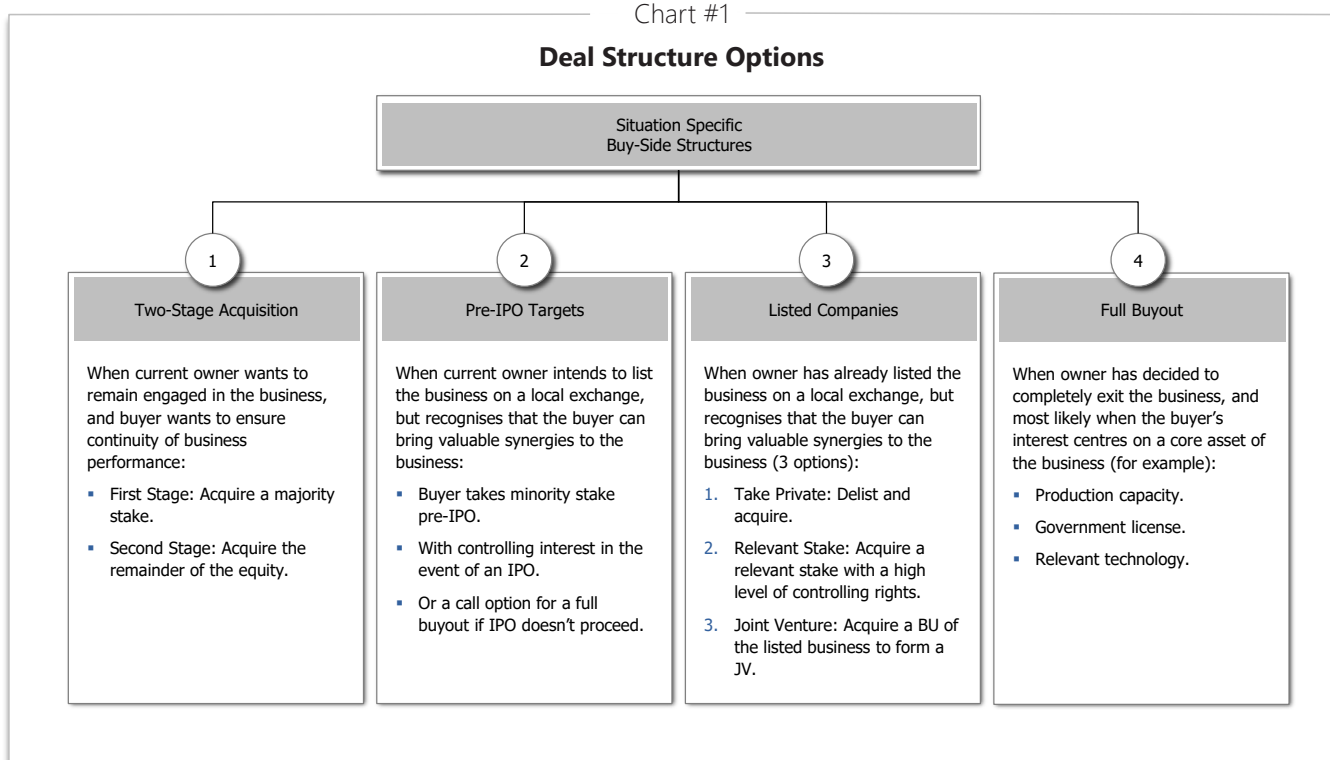 Chart #1
Deal Structure Options
Situation Specific
Buy-Side Structures
1
Two-Stage Acquisition
When current owner wants to
remain engaged in the business,
and buyer wants to ensure
continuity of business
performance:
▪ First Stage: Acquire a majority
stake.
▪ Second Stage: Acquire the
remainder of the equity.
2
Pre-IPO Targets
When current owner intends to list
the business on a local exchange,
but recognises that the buyer can
bring valuable synergies to the
business:
▪ Buyer takes minority stake
pre-IPO.
▪ With controlling interest in the
event of an IPO.
▪ Or a call option for a full
buyout if IPO doesn’t proceed.
3
Listed Companies
When owner has already listed the
business on a local exchange, but
recognises that the buyer can
bring valuable synergies to the
business (3 options):
1. Take Private: Delist and
acquire.
2. Relevant Stake: Acquire a
relevant stake with a high
level of controlling rights.
3. Joint Venture: Acquire a BU of
the listed business to form a
JV.
4
Full Buyout
When owner has decided to
completely exit the business, and
most likely when the buyer’s
interest centres on a core asset of
the business (for example):
▪ Production capacity.
▪ Government license.
▪ Relevant technology.